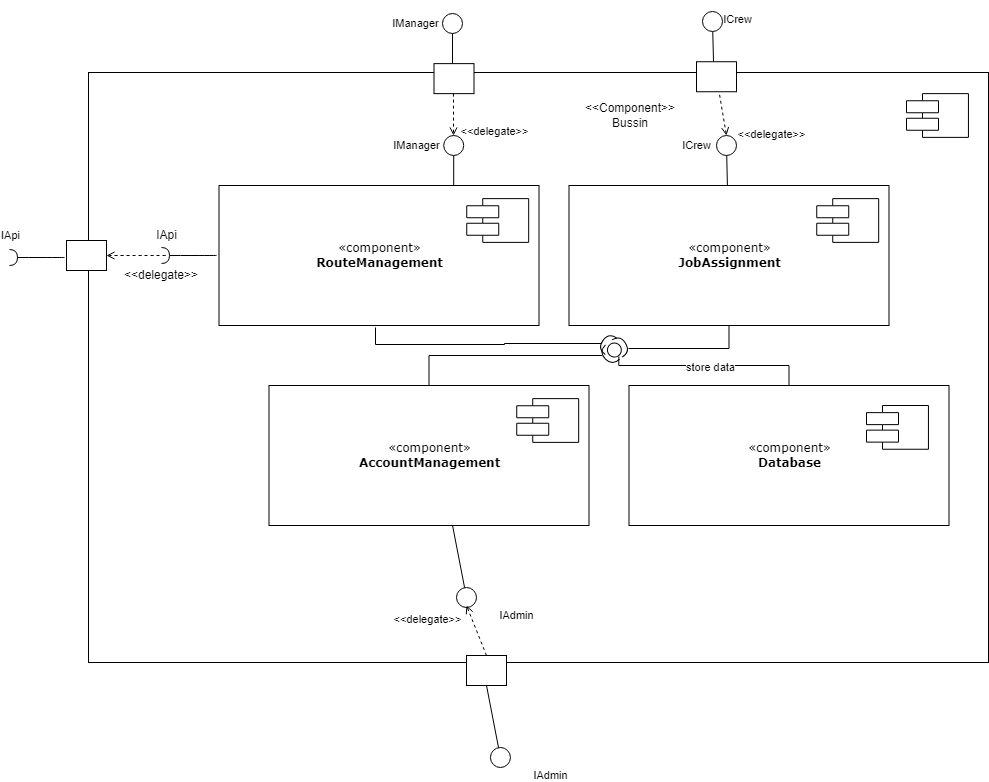 IManager
ICrew
<<Component>>
Bussin
<<delegate>>
<<delegate>>
IManager
ICrew
IApi
IApi
<<delegate>>
«component»
RouteManagement
«component»
JobAssignment
store data
«component»
AccountManagement
«component»
Database
<<delegate>>
IAdmin
IAdmin